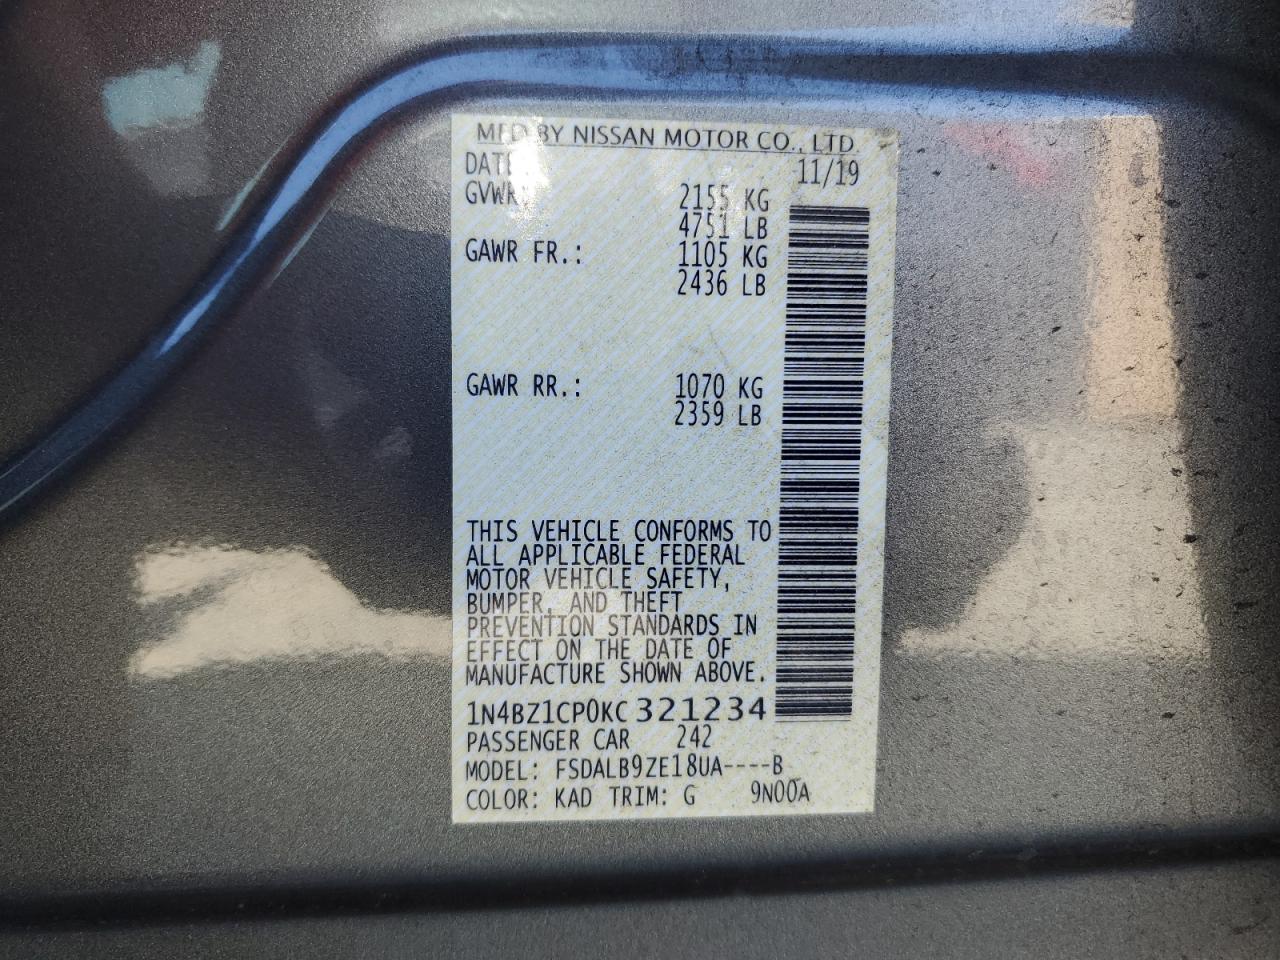 MFD BY NISSAN MOTOR CO., LTD.
DATE 11/19
GVWR 2155 KG
4751 LB
GAWR FR.: 1105 KG
2436 LB
GAWR RR.: 1070 KG
2359 LB
THIS VEHICLE CONFORMS TO
ALL APPLICABLE FEDERAL
MOTOR VEHICLE SAFETY,
BUMPER, AND THEFT
PREVENTION STANDARDS IN
EFFECT ON THE DATE OF
MANUFACTURE SHOWN ABOVE.
1N4BZ1CP0KC321234
PASSENGER CAR 242
MODEL: FSDALB9ZE18UA----B_
COLOR: KAD TRIM: G 9N00A